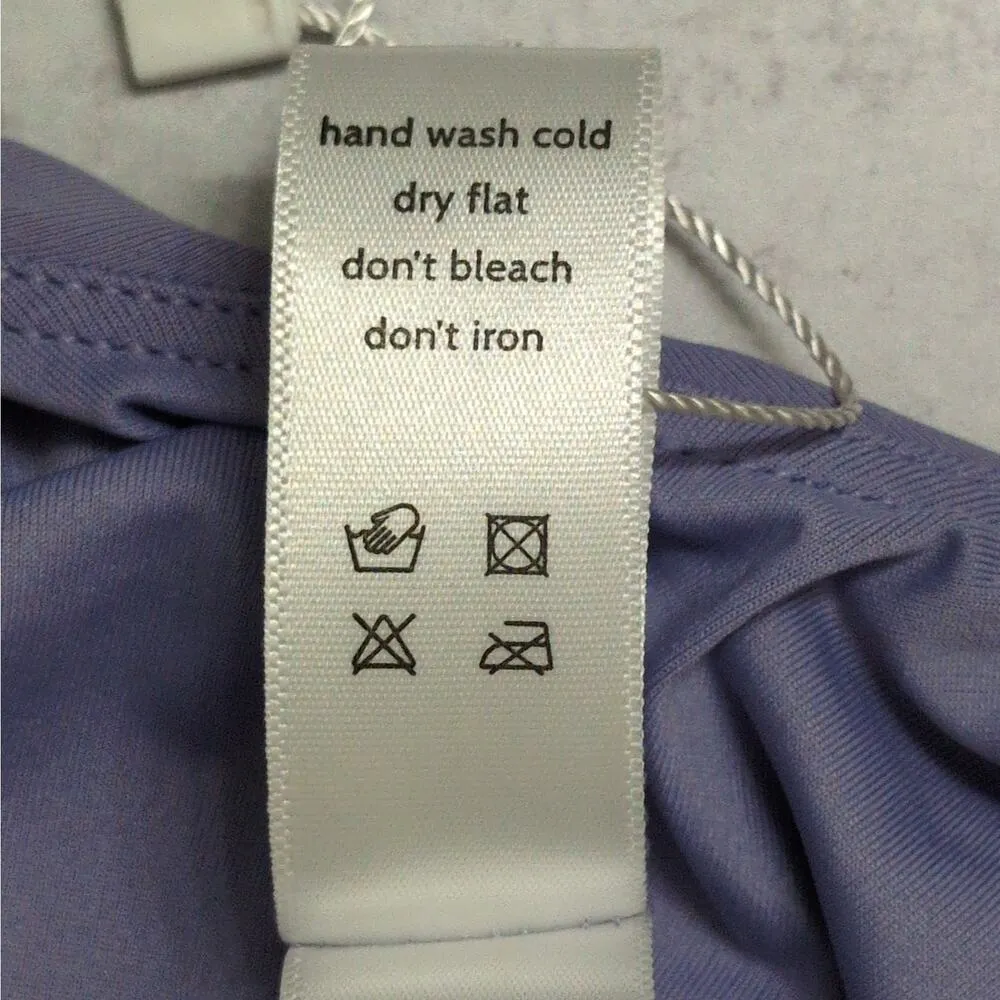 hand wash cold
dry flat
don't bleach
don't iron